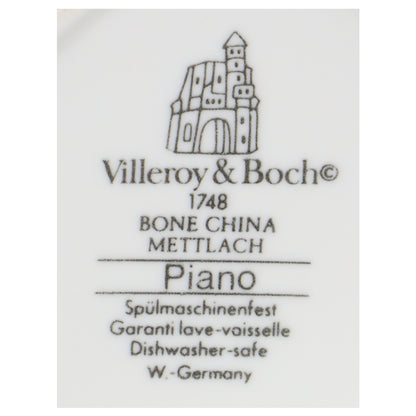 Villeroy & Boch©
1748
BONE CHINA
METTLACH
Piano
Spülmaschinenfest
Garanti lave-vaisselle
Dishwasher-safe
W.-Germany